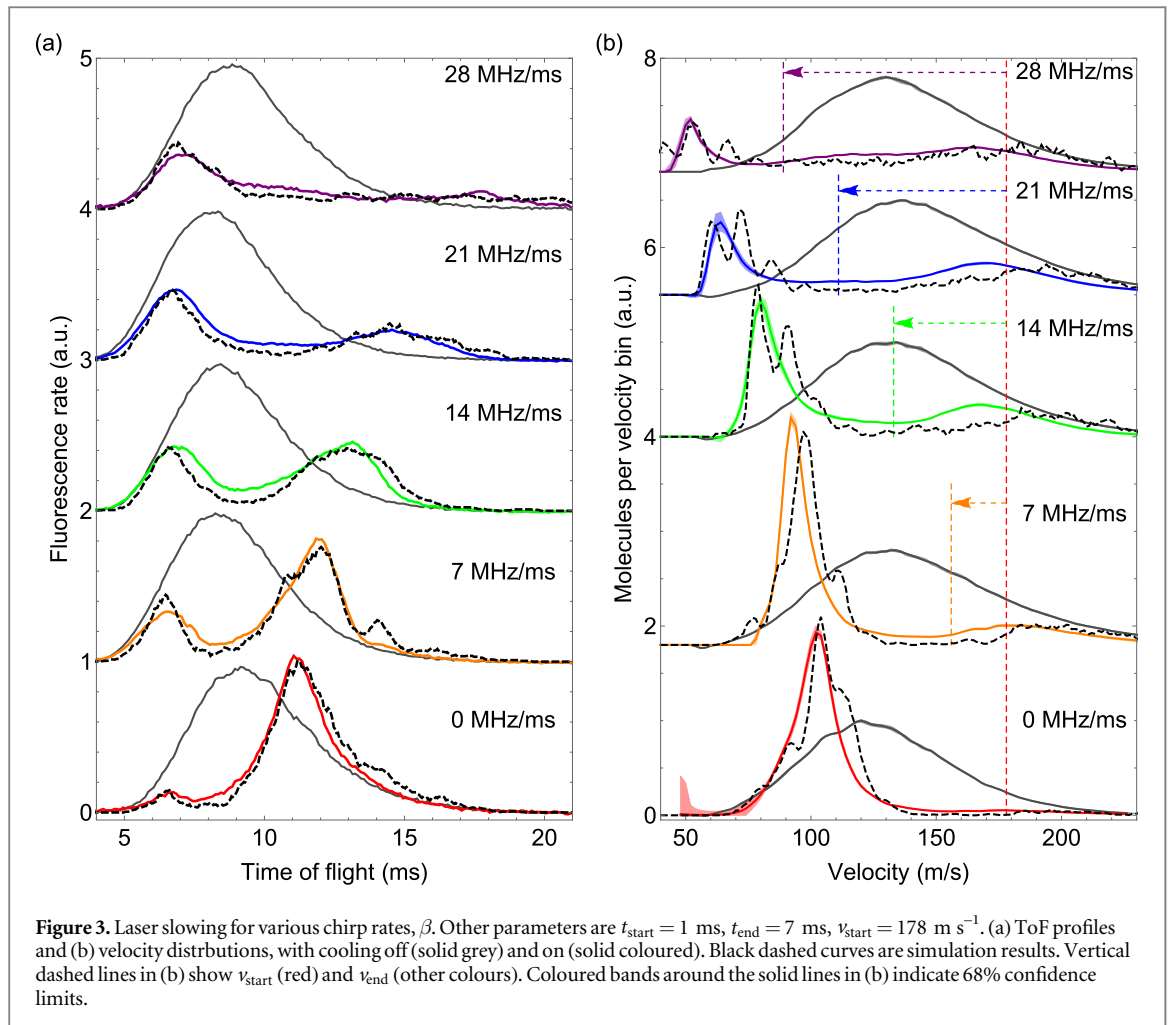 (a)
5
28 MHz/ms
4
21 MHz/ms
3
14 MHz/ms
2
7 MHz/ms
1
0 MHz/ms
0
5 10 15 20
Fluorescence rate (a.u.)
Time of flight (ms)
(b)
8
28 MHz/ms
21 MHz/ms
6
14 MHz/ms
4
7 MHz/ms
2
0 MHz/ms
0
50 100 150 200
Molecules per velocity bin (a.u.)
Velocity (m/s)
Figure 3. Laser slowing for various chirp rates, β. Other parameters are t_start = 1 ms, t_end = 7 ms, v_start = 178 m s⁻¹. (a) ToF profiles
and (b) velocity distrbutions, with cooling off (solid grey) and on (solid coloured). Black dashed curves are simulation results. Vertical
dashed lines in (b) show v_start (red) and v_end (other colours). Coloured bands around the solid lines in (b) indicate 68% confidence
limits.